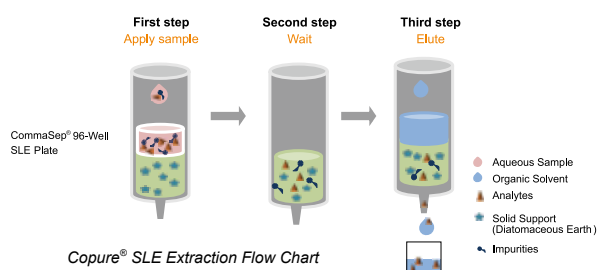 First step
Apply sample
Second step
Wait
Third step
Elute
CommaSep® 96-Well
SLE Plate
Aqueous Sample
Organic Solvent
Analytes
Solid Support
(Diatomaceous Earth)
Impurities
Copure® SLE Extraction Flow Chart